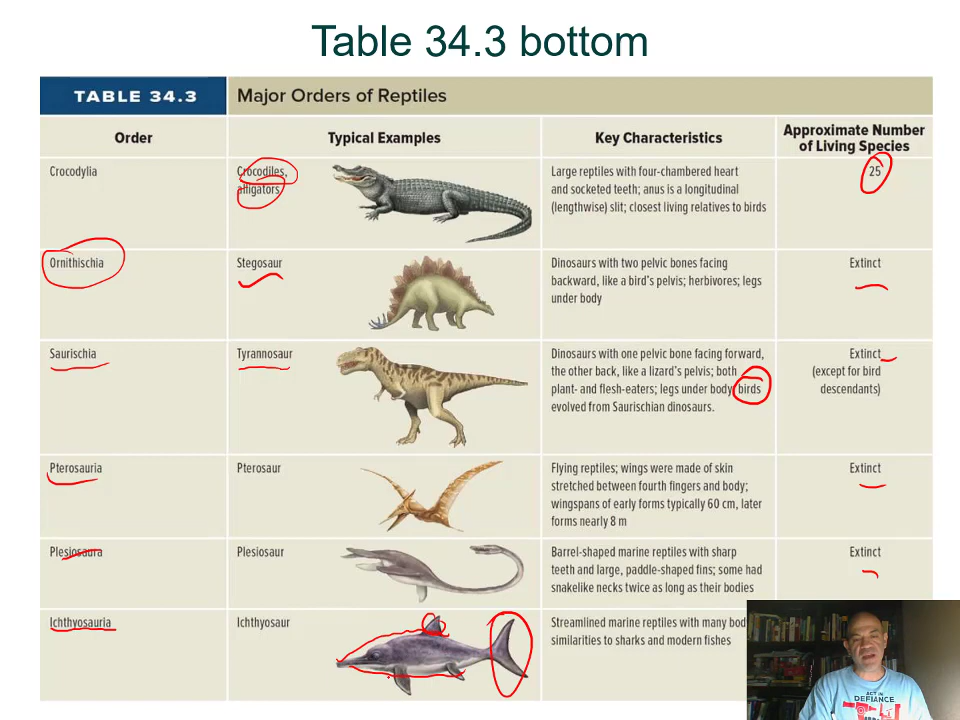 Table 34.3 bottom
TABLE 34.3 Major Orders of Reptiles
Order Typical Examples Key Characteristics Approximate Number
of Living Species
Crocodylia Crocodiles, Large reptiles with four-chambered heart 25
alligators and socketed teeth; anus is a longitudinal
(lengthwise) slit; closest living relatives to birds
Ornithischia Stegosaur Dinosaurs with two pelvic bones facing Extinct
backward, like a bird's pelvis; herbivores; legs
under body
Saurischia Tyrannosaur Dinosaurs with one pelvic bone facing forward, Extinct
the other back, like a lizard's pelvis; both (except for bird
plant- and flesh-eaters; legs under body; birds descendants)
evolved from Saurischian dinosaurs.
Pterosauria Pterosaur Flying reptiles; wings were made of skin Extinct
stretched between fourth fingers and body;
wingspans of early forms typically 60 cm, later
forms nearly 8 m
Plesiosaura Plesiosaur Barrel-shaped marine reptiles with sharp Extinct
teeth and large, paddle-shaped fins; some had
snakelike necks twice as long as their bodies
Ichthyosauria Ichthyosaur Streamlined marine reptiles with many bod
similarities to sharks and modern fishes
ACT IN
DEFIANCE